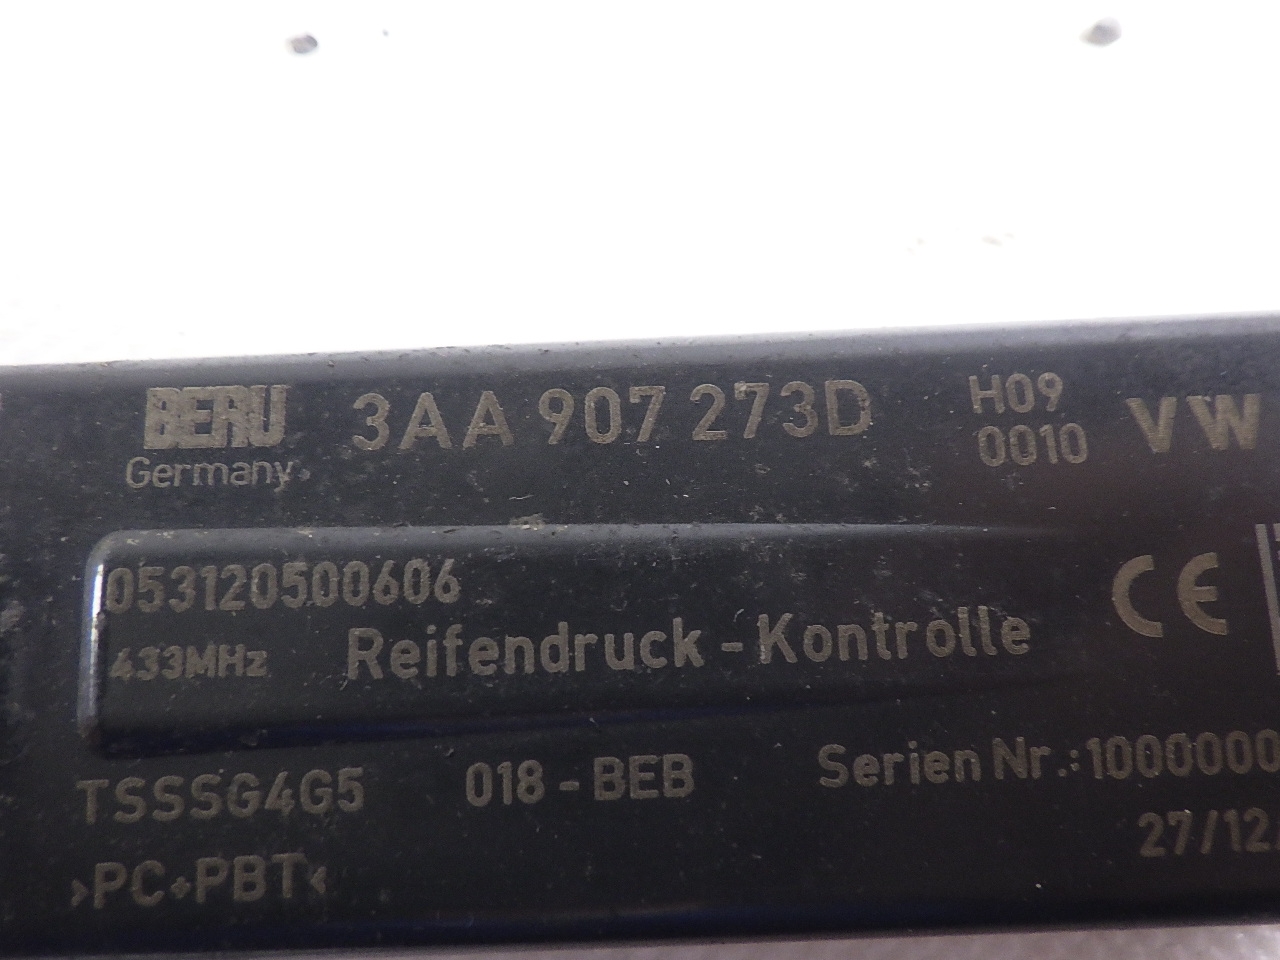 BERU 3AA 907 273D H09 VW
Germany 0010
053120500606 CE
433MHz Reifendruck-Kontrolle
TSSSG4G5 018-BEB Serien Nr.:1000000
27/12.
>PC+PBT<